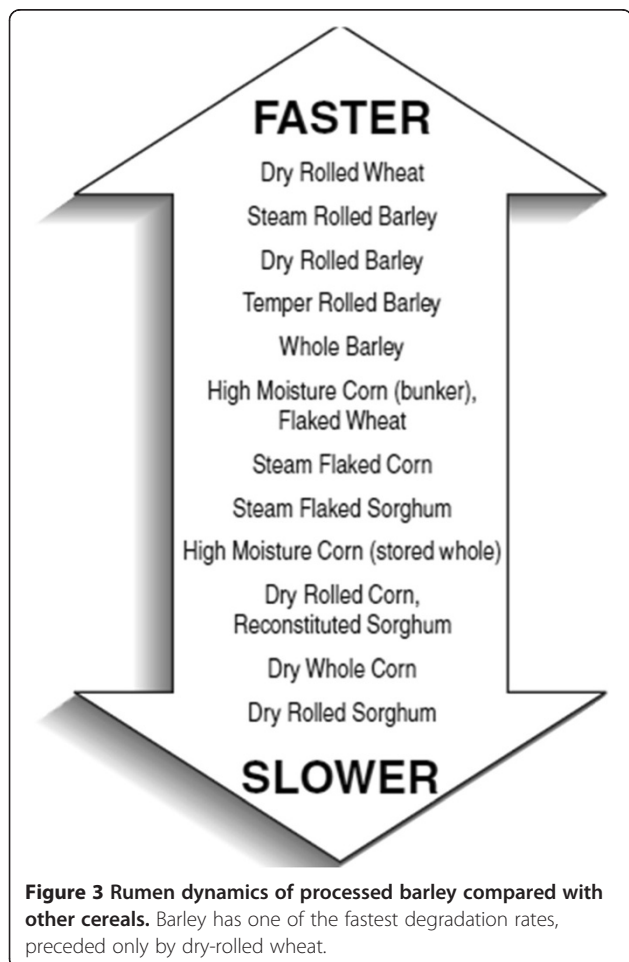 FASTER
Dry Rolled Wheat
Steam Rolled Barley
Dry Rolled Barley
Temper Rolled Barley
Whole Barley
High Moisture Corn (bunker),
Flaked Wheat
Steam Flaked Corn
Steam Flaked Sorghum
High Moisture Corn (stored whole)
Dry Rolled Corn,
Reconstituted Sorghum
Dry Whole Corn
Dry Rolled Sorghum
SLOWER
Figure 3 Rumen dynamics of processed barley compared with
other cereals. Barley has one of the fastest degradation rates,
preceded only by dry-rolled wheat.